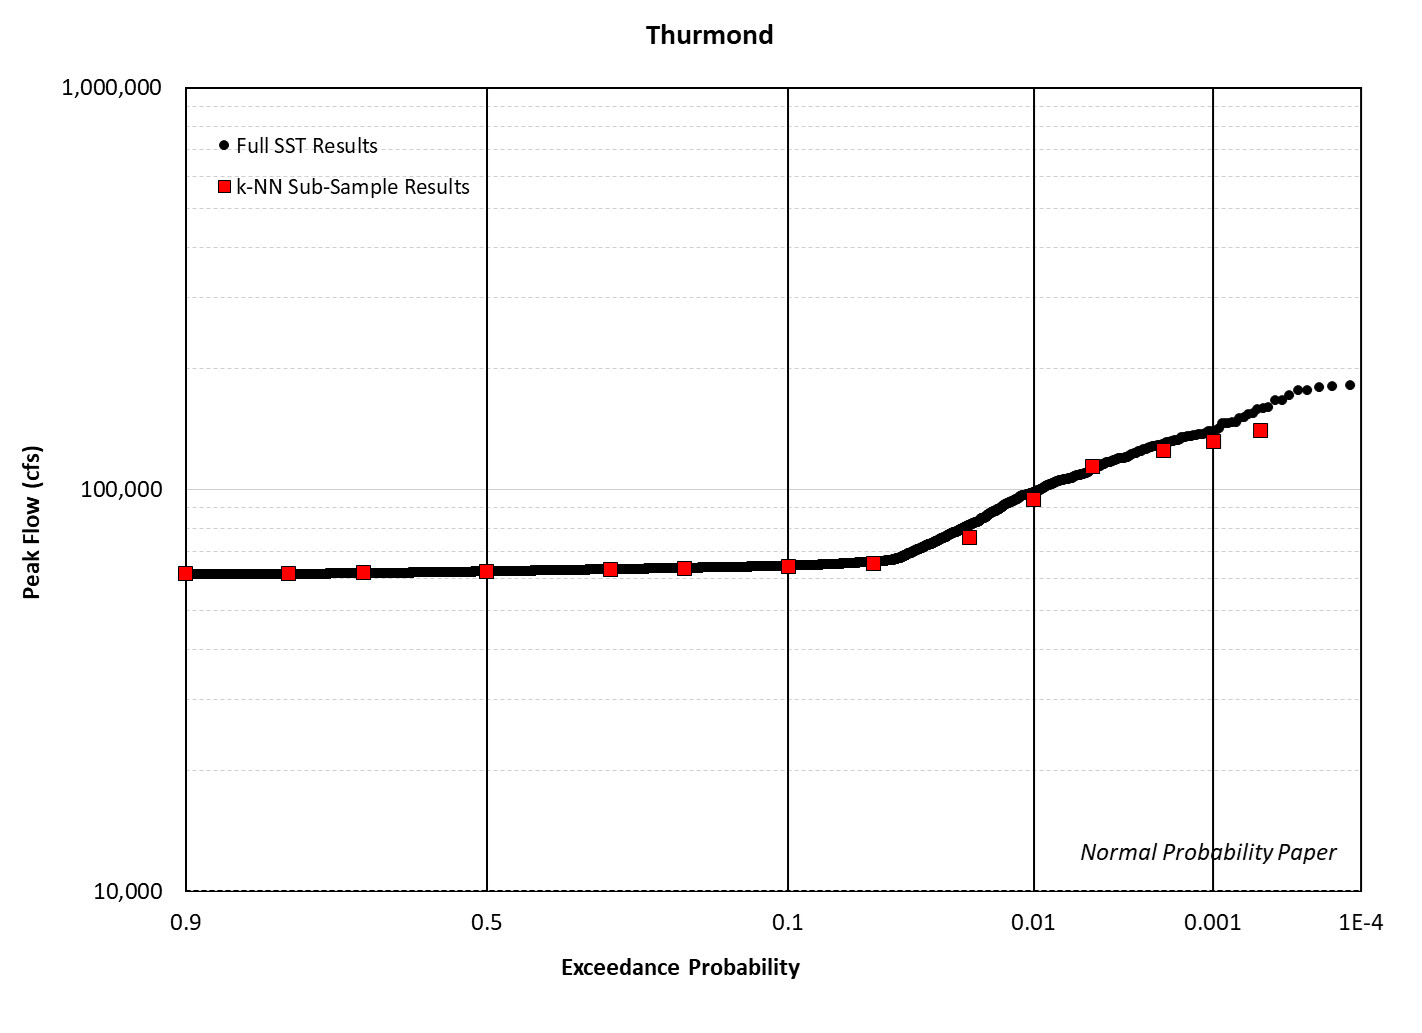 Thurmond
1,000,000
Full SST Results
k-NN Sub-Sample Results
100,000
Peak Flow (cfs)
Normal Probability Paper
10,000
0.9 0.5 0.1 0.01 0.001 1E-4
Exceedance Probability